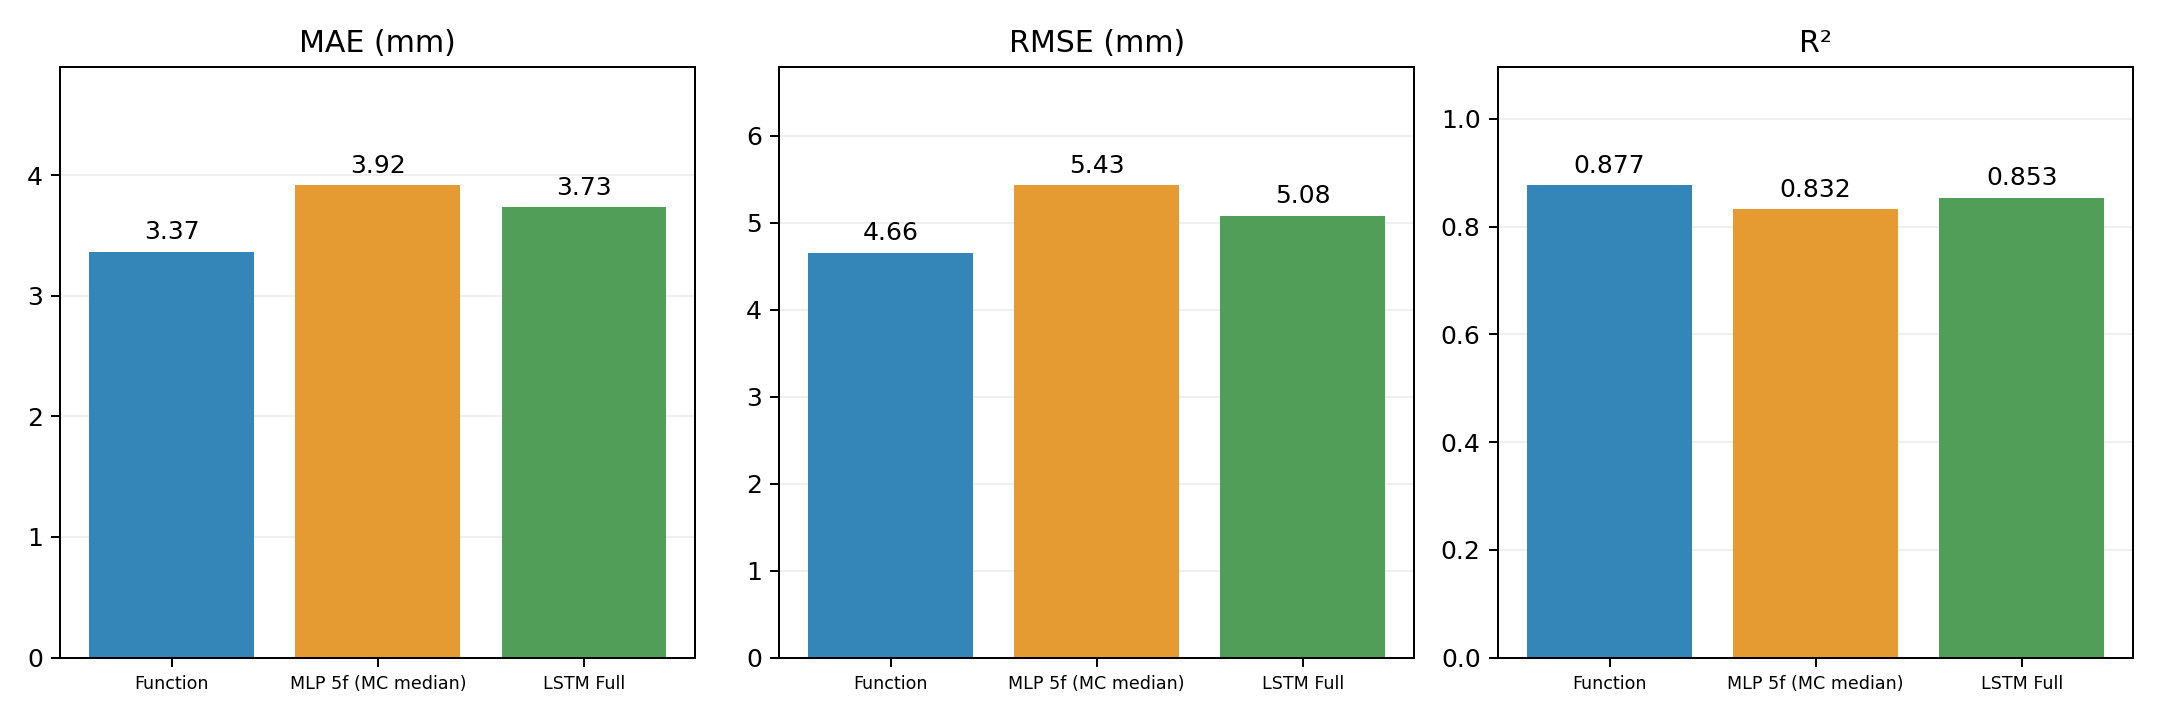 MAE (mm)
4
3
2
1
0
3.37
3.92
3.73
Function
MLP 5f (MC median)
LSTM Full
RMSE (mm)
6
5
4
3
2
1
0
4.66
5.43
5.08
Function
MLP 5f (MC median)
LSTM Full
R²
1.0
0.8
0.6
0.4
0.2
0.0
0.877
0.832
0.853
Function
MLP 5f (MC median)
LSTM Full